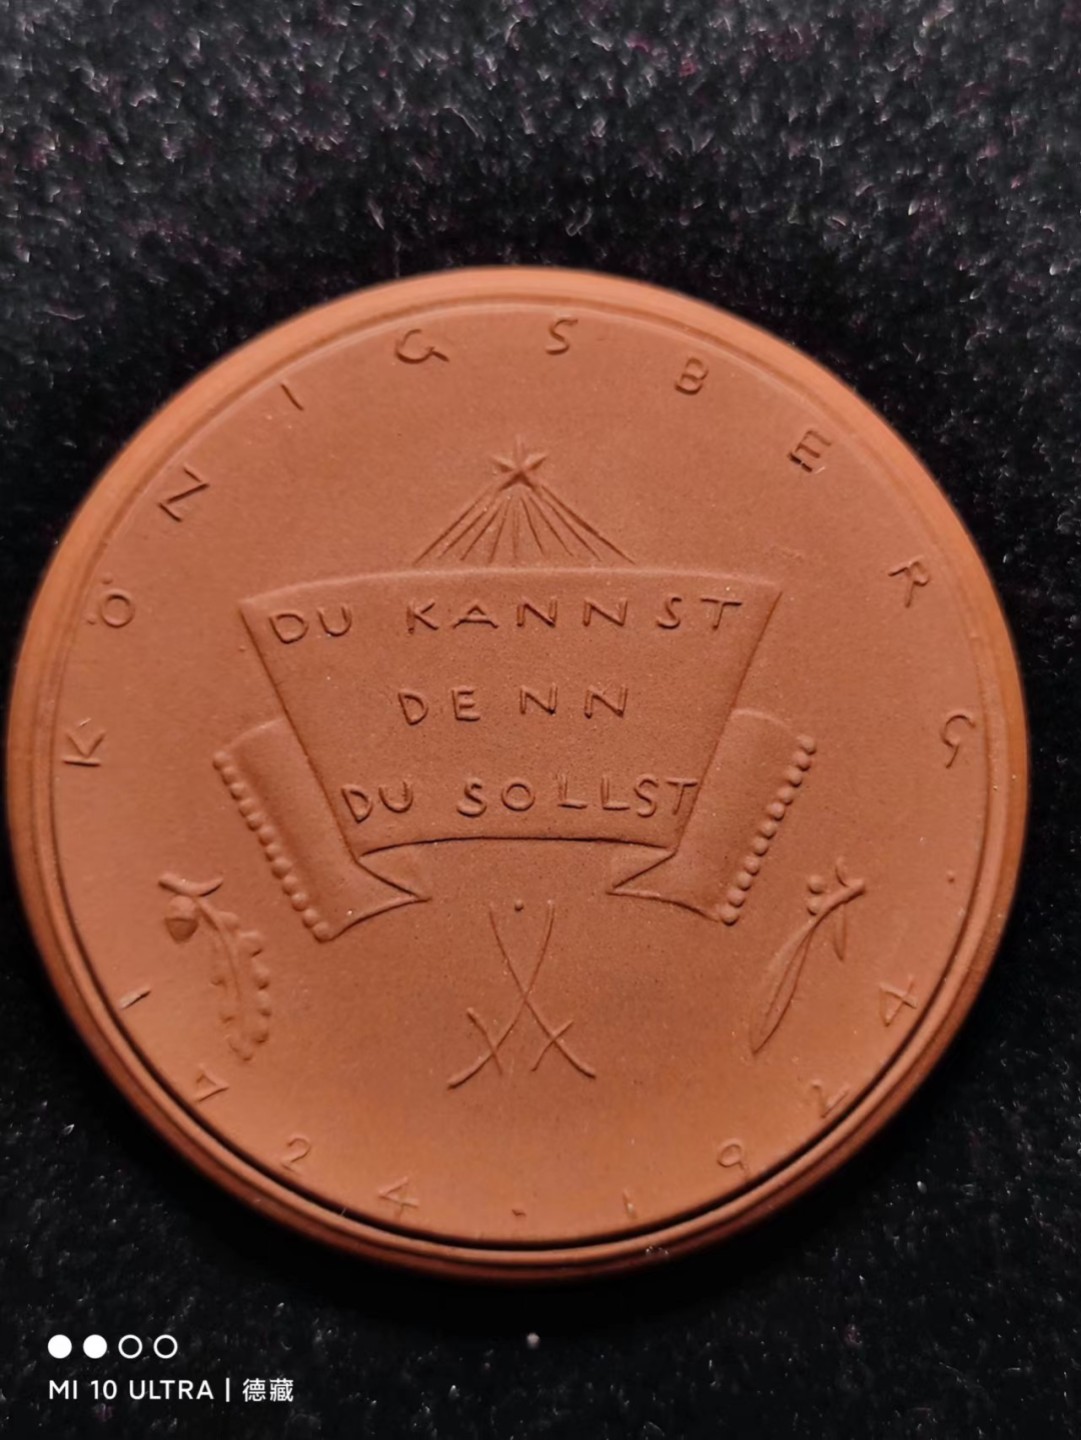 KÖNIGSBERG
DU KANNST
DENN
DU SOLLST
1724 · 1924
MI 10 ULTRA | 德藏